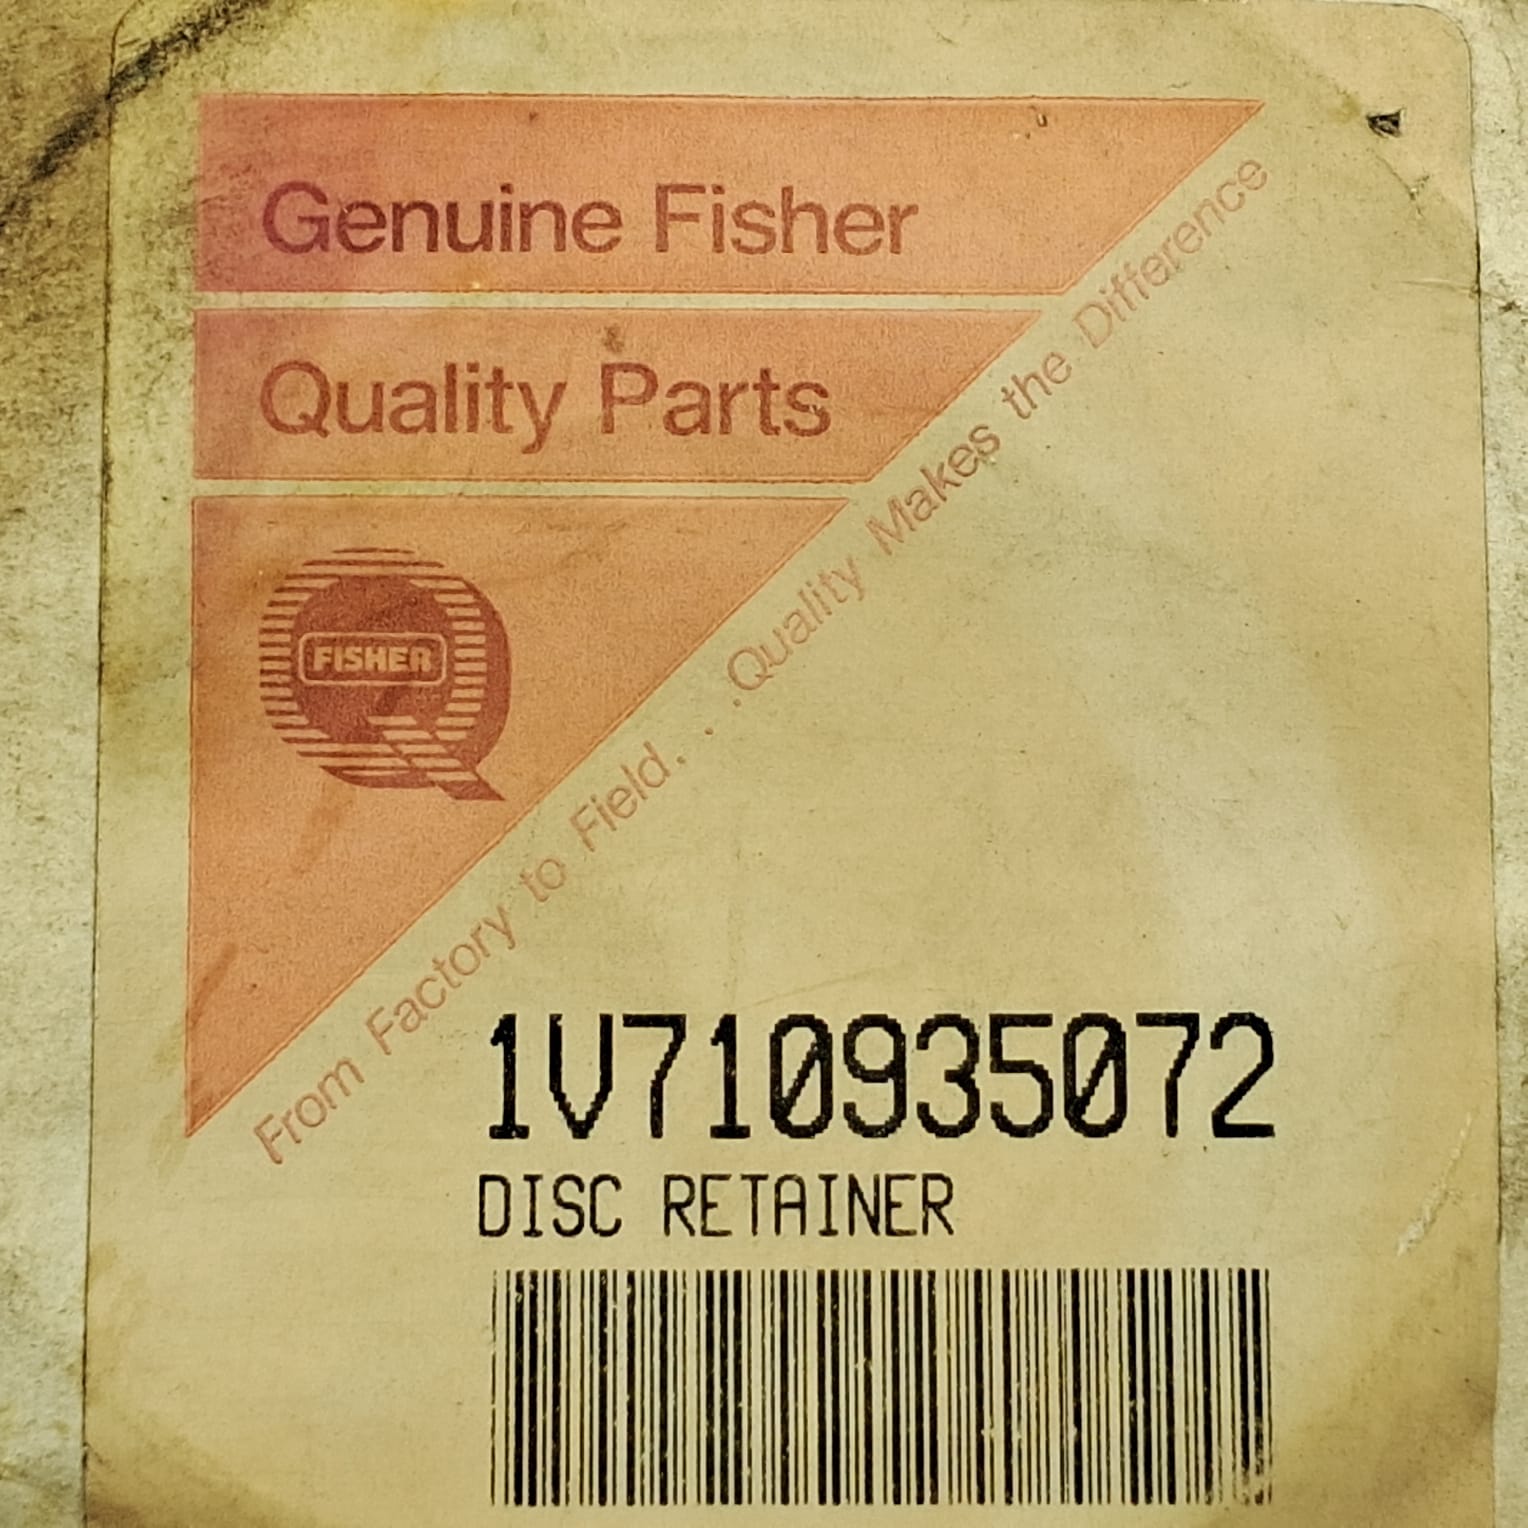 Genuine Fisher
Quality Parts
FISHER
From Factory to Field. . .Quality Makes the Difference
1V710935072
DISC RETAINER